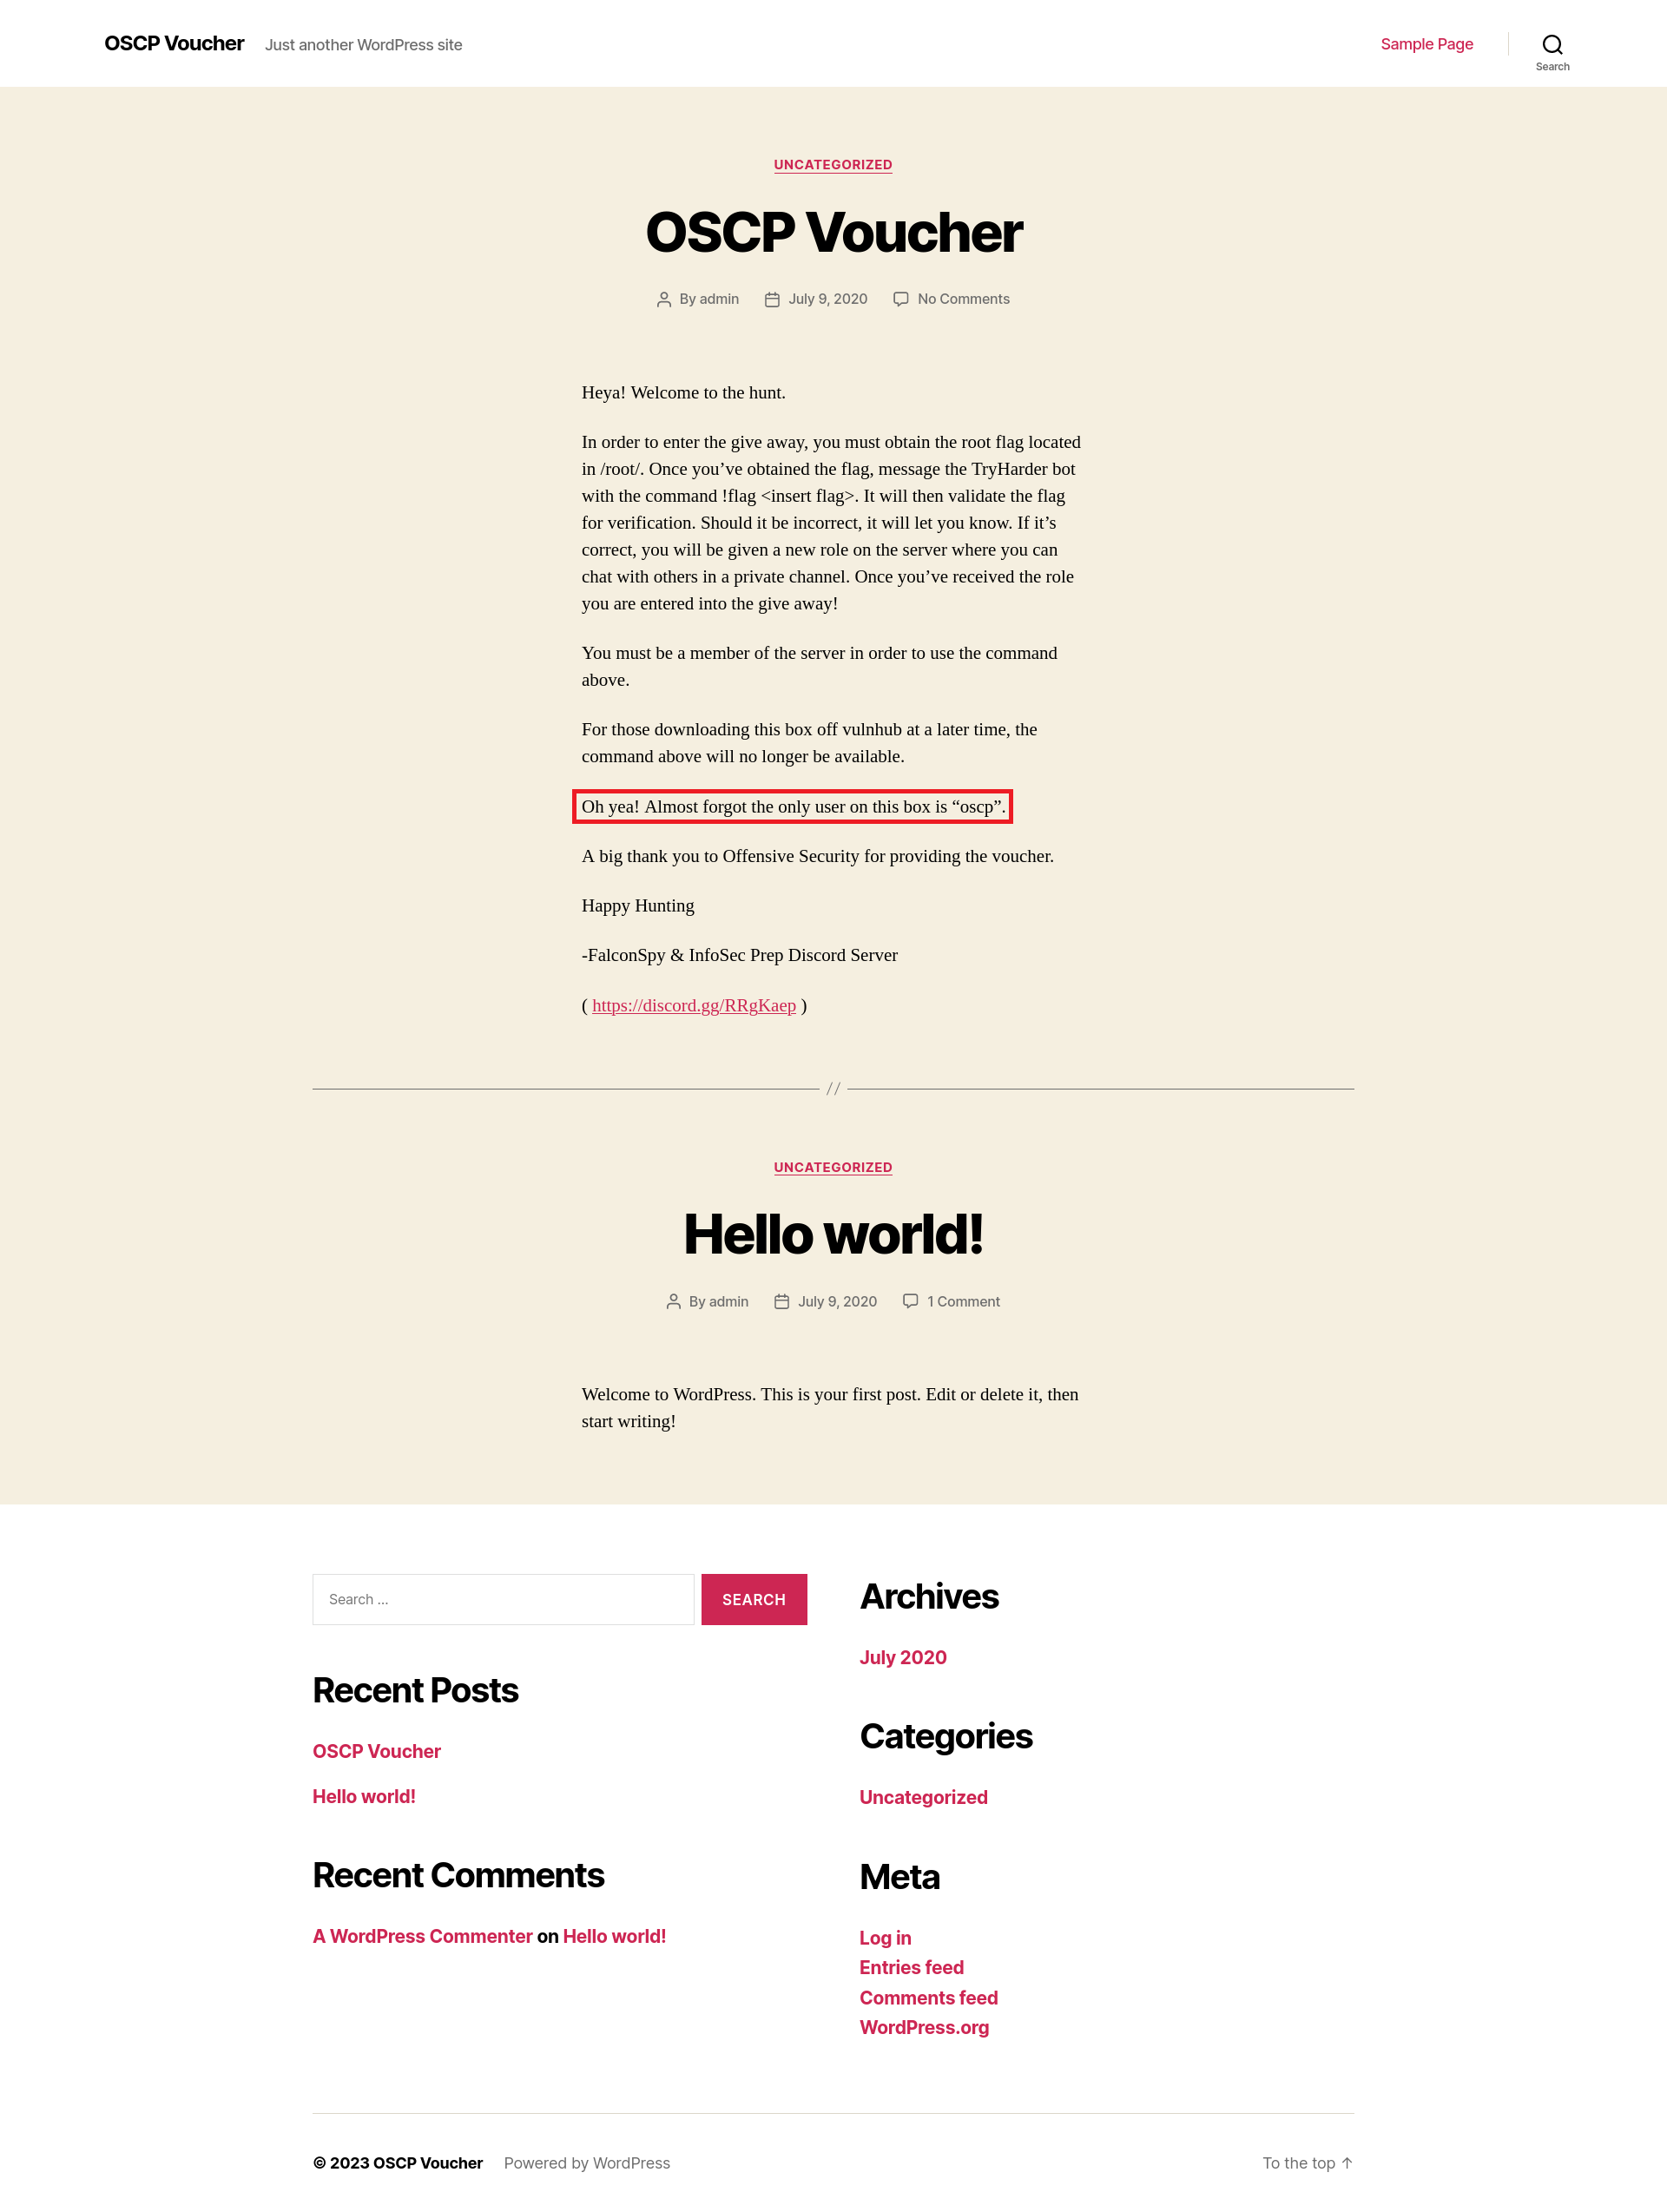 OSCP Voucher Just another WordPress site Sample Page
Search
UNCATEGORIZED
OSCP Voucher
By admin July 9, 2020 No Comments
Heya! Welcome to the hunt.
In order to enter the give away, you must obtain the root flag located
in /root/. Once you’ve obtained the flag, message the TryHarder bot
with the command !flag <insert flag>. It will then validate the flag
for verification. Should it be incorrect, it will let you know. If it’s
correct, you will be given a new role on the server where you can
chat with others in a private channel. Once you’ve received the role
you are entered into the give away!
You must be a member of the server in order to use the command
above.
For those downloading this box off vulnhub at a later time, the
command above will no longer be available.
Oh yea! Almost forgot the only user on this box is “oscp”.
A big thank you to Offensive Security for providing the voucher.
Happy Hunting
-FalconSpy & InfoSec Prep Discord Server
( https://discord.gg/RRgKaep )
//
UNCATEGORIZED
Hello world!
By admin July 9, 2020 1 Comment
Welcome to WordPress. This is your first post. Edit or delete it, then
start writing!
Search …
SEARCH
Recent Posts
OSCP Voucher
Hello world!
Recent Comments
A WordPress Commenter on Hello world!
Archives
July 2020
Categories
Uncategorized
Meta
Log in
Entries feed
Comments feed
WordPress.org
© 2023 OSCP Voucher Powered by WordPress To the top ↑